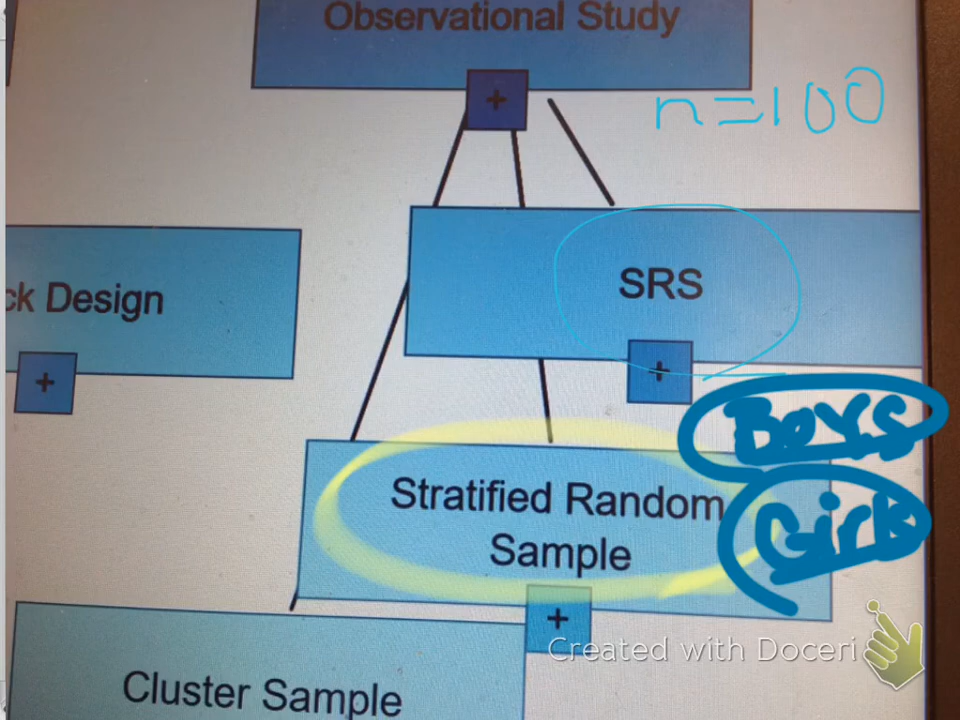 Observational Study
+
n=100
SRS
ck Design
+
+
Boys
Stratified Random
Sample
Girls
+
Created with Doceri
Cluster Sample